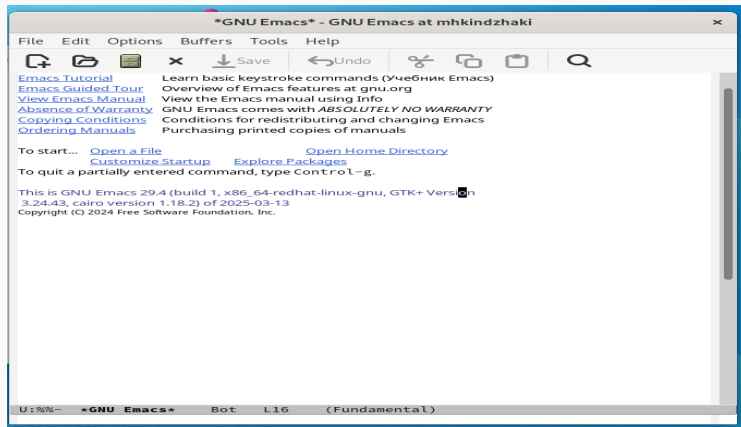 *GNU Emacs* - GNU Emacs at mhkindzhaki
File Edit Options Buffers Tools Help
Save Undo
Emacs Tutorial Learn basic keystroke commands (Учебник Emacs)
Emacs Guided Tour Overview of Emacs features at gnu.org
View Emacs Manual View the Emacs manual using Info
Absence of Warranty GNU Emacs comes with ABSOLUTELY NO WARRANTY
Copying Conditions Conditions for redistributing and changing Emacs
Ordering Manuals Purchasing printed copies of manuals
To start... Open a File Open Home Directory
Customize Startup Explore Packages
To quit a partially entered command, type Control-g.
This is GNU Emacs 29.4 (build 1, x86_64-redhat-linux-gnu, GTK+ Version
3.24.43, cairo version 1.18.2) of 2025-03-13
Copyright (C) 2024 Free Software Foundation, Inc.
U:%%- *GNU Emacs* Bot L16 (Fundamental)